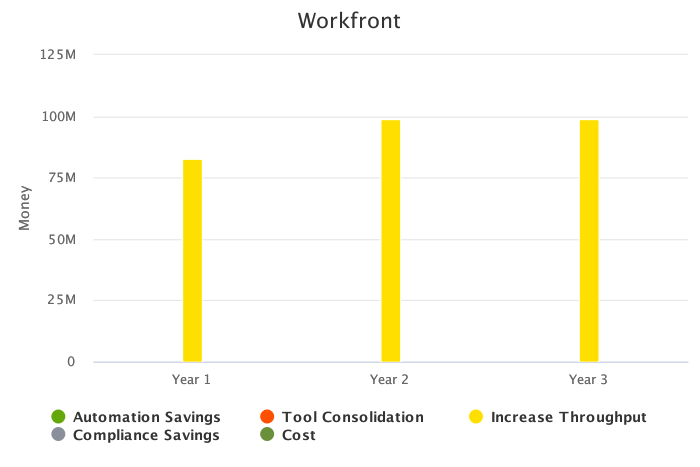 Workfront
125M
100M
75M
50M
25M
0
Money
Year 1 Year 2 Year 3
Automation Savings Tool Consolidation Increase Throughput
Compliance Savings Cost